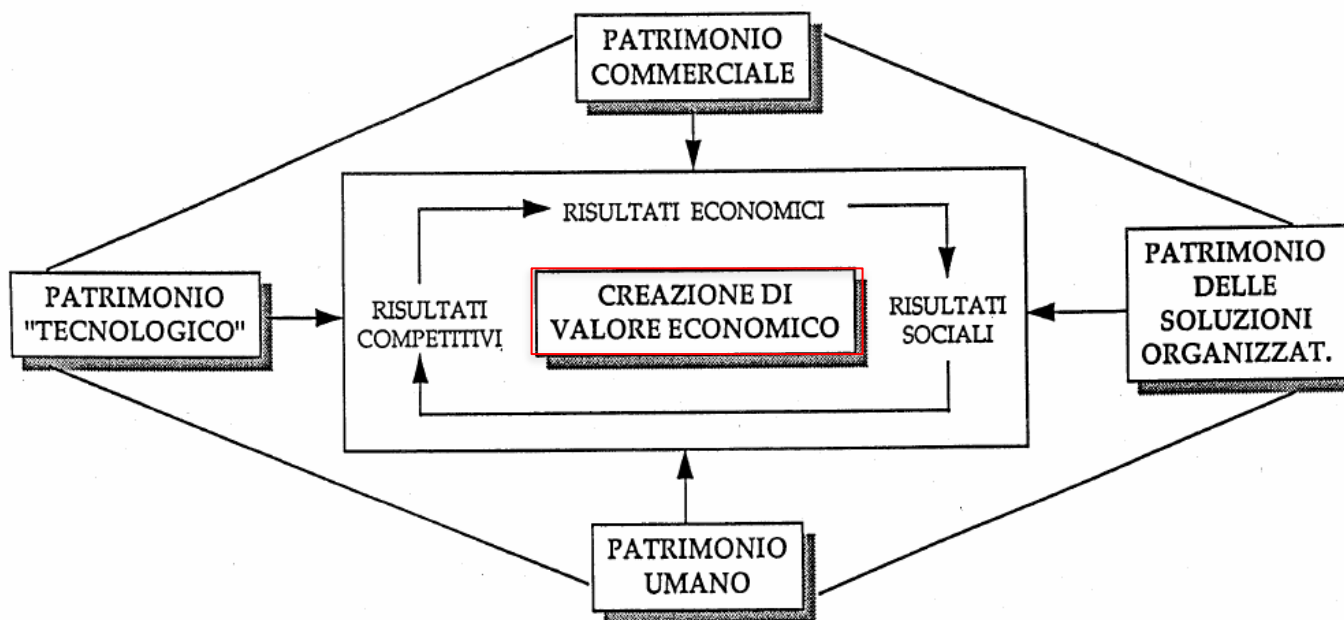 PATRIMONIO
COMMERCIALE
RISULTATI ECONOMICI
PATRIMONIO
"TECNOLOGICO"
RISULTATI
COMPETITIVI
CREAZIONE DI
VALORE ECONOMICO
RISULTATI
SOCIALI
PATRIMONIO
DELLE
SOLUZIONI
ORGANIZZAT.
PATRIMONIO
UMANO